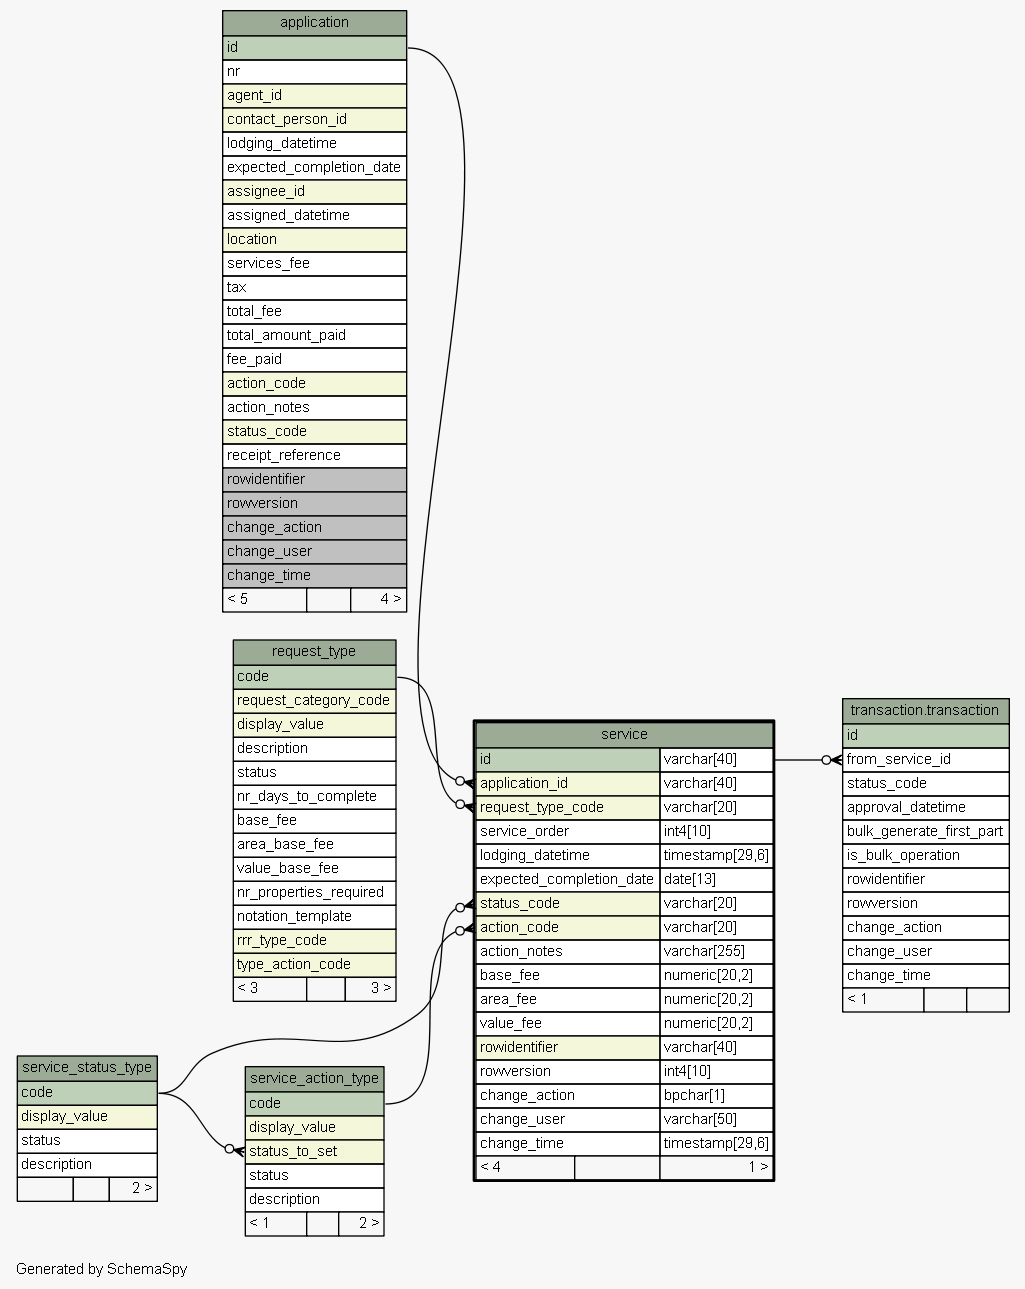 application
id
nr
agent_id
contact_person_id
lodging_datetime
expected_completion_date
assignee_id
assigned_datetime
location
services_fee
tax
total_fee
total_amount_paid
fee_paid
action_code
action_notes
status_code
receipt_reference
rowidentifier
rowversion
change_action
change_user
change_time
< 5 4 >
request_type
code
request_category_code
display_value
description
status
nr_days_to_complete
base_fee
area_base_fee
value_base_fee
nr_properties_required
notation_template
rrr_type_code
type_action_code
< 3 3 >
service
id varchar[40]
application_id varchar[40]
request_type_code varchar[20]
service_order int4[10]
lodging_datetime timestamp[29,6]
expected_completion_date date[13]
status_code varchar[20]
action_code varchar[20]
action_notes varchar[255]
base_fee numeric[20,2]
area_fee numeric[20,2]
value_fee numeric[20,2]
rowidentifier varchar[40]
rowversion int4[10]
change_action bpchar[1]
change_user varchar[50]
change_time timestamp[29,6]
< 4 1 >
transaction.transaction
id
from_service_id
status_code
approval_datetime
bulk_generate_first_part
is_bulk_operation
rowidentifier
rowversion
change_action
change_user
change_time
< 1
service_status_type
code
display_value
status
description
2 >
service_action_type
code
display_value
status_to_set
status
description
< 1 2 >
Generated by SchemaSpy